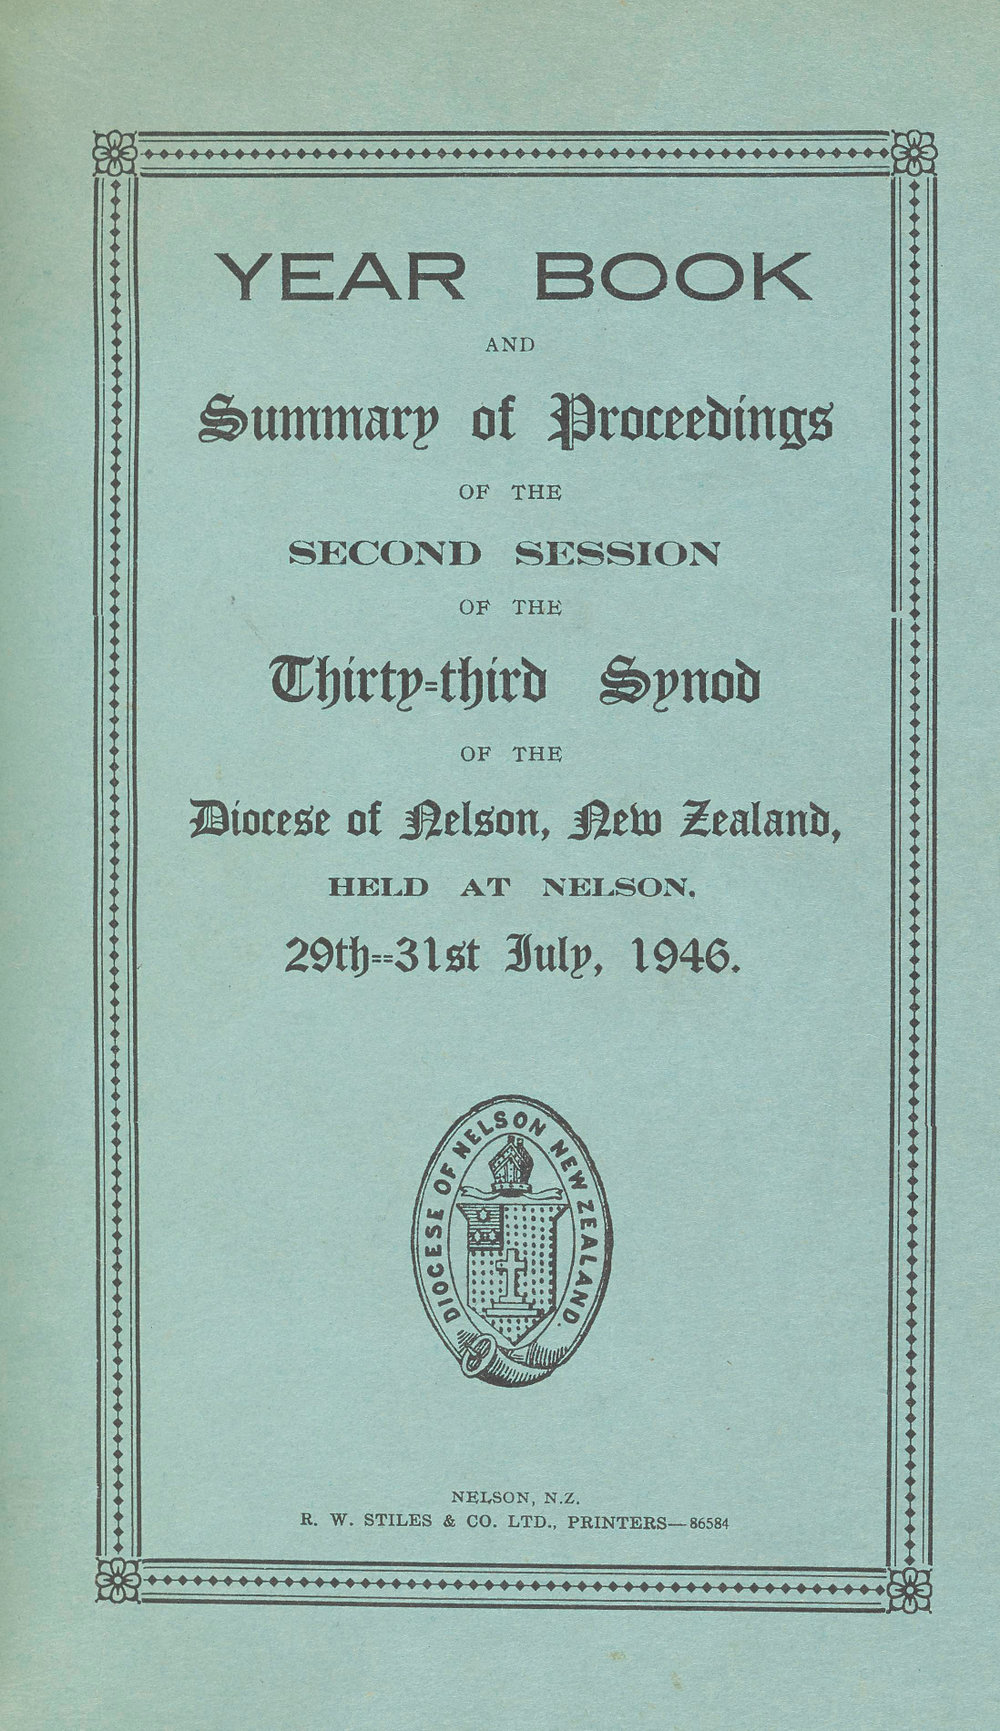 YEAR BOOK
AND
Summary of Proceedings
OF THE
SECOND SESSION
OF THE
Thirty-third Synod
OF THE
Diocese of Nelson, New Zealand,
HELD AT NELSON.
29th--31st July, 1946.
DIOCESE OF NELSON NEW ZEALAND.
NELSON, N.Z.
R. W. STILES & CO. LTD., PRINTERS—86584